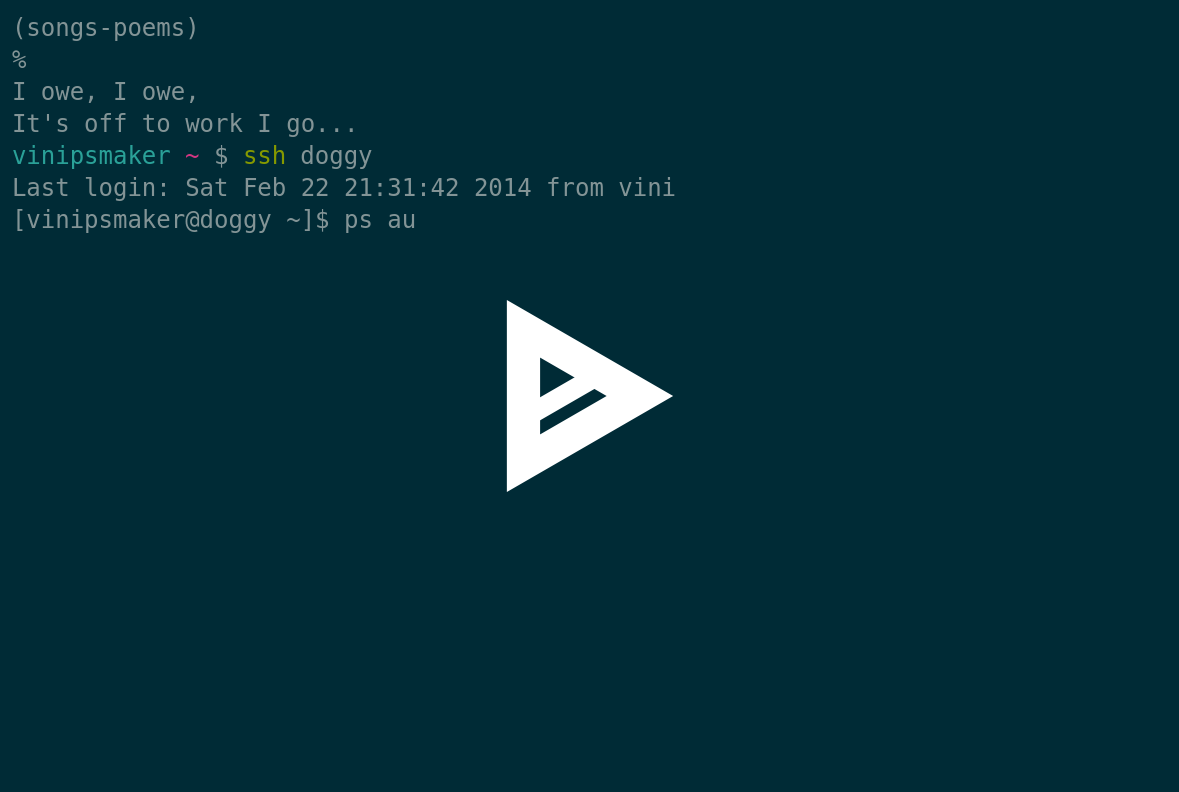 (songs-poems)
%
I owe, I owe,
It's off to work I go...
vinipsmaker ~ $ ssh doggy
Last login: Sat Feb 22 21:31:42 2014 from vini
[vinipsmaker@doggy ~]$ ps au